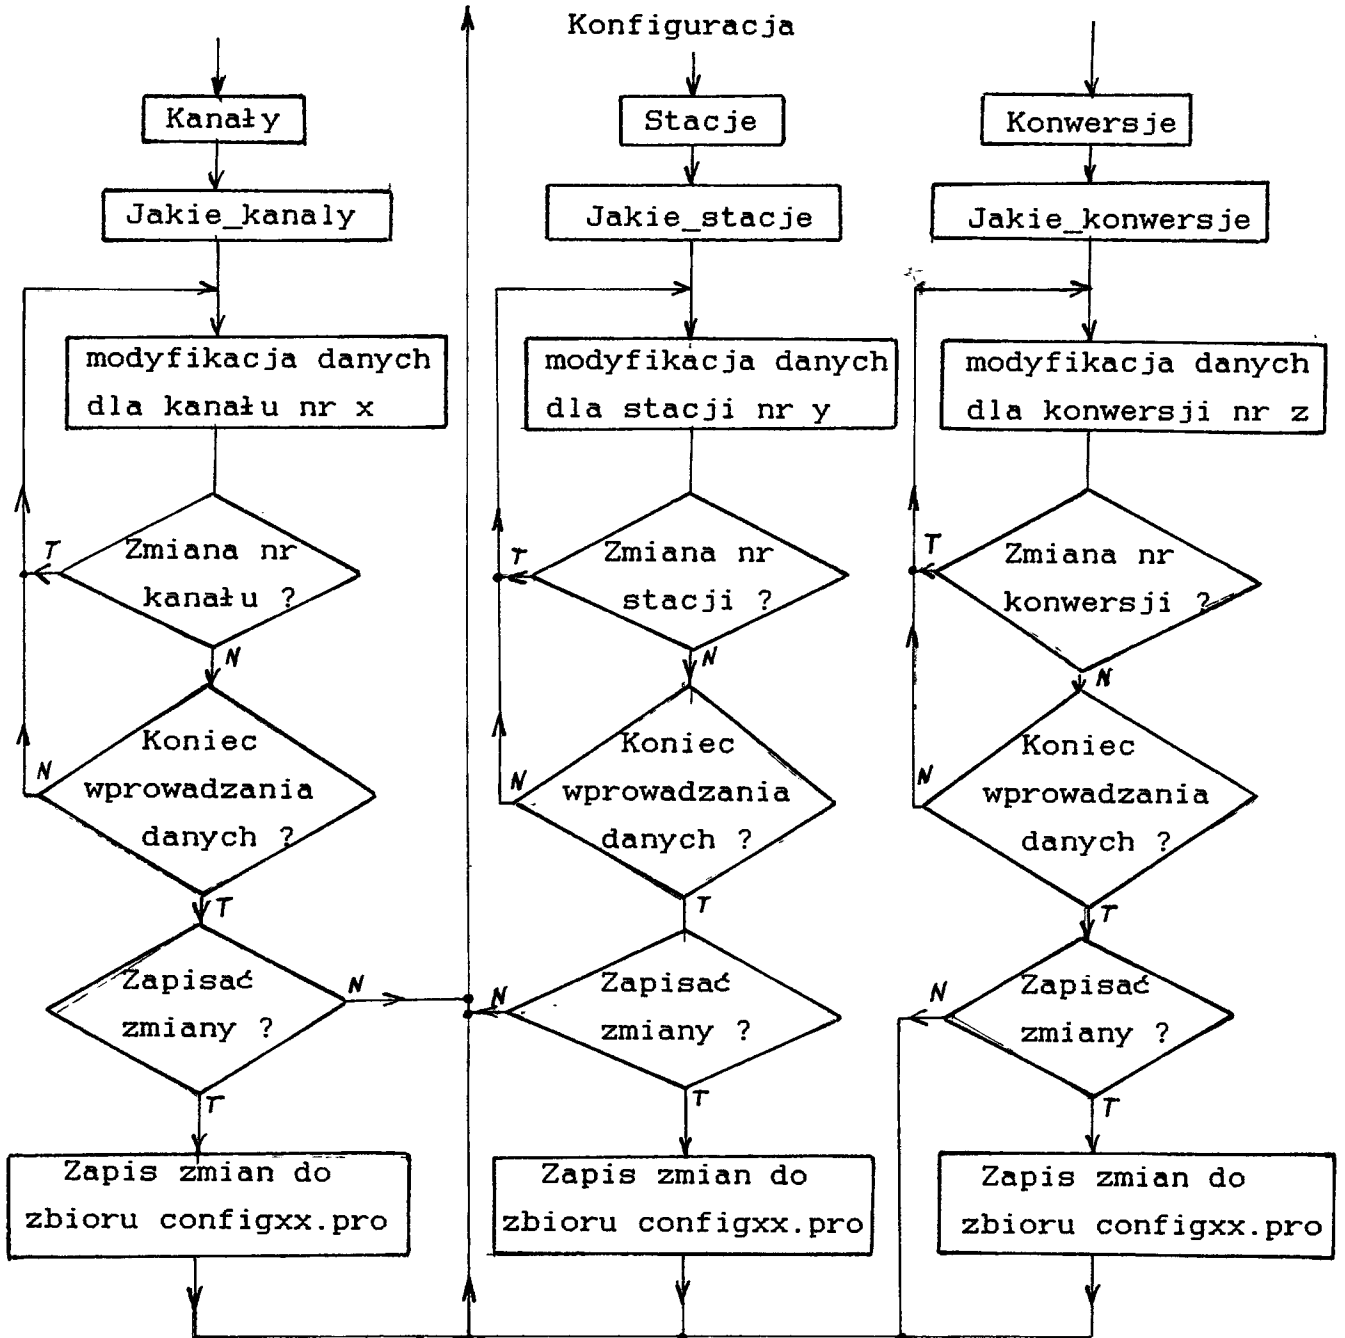 Konfiguracja
Kanały
Jakie_kanaly
modyfikacja danych
dla kanału nr x
Zmiana nr
kanału ?
T
N
Koniec
wprowadzania
danych ?
N
T
Zapisać
zmiany ?
N
T
Zapis zmian do
zbioru configxx.pro
Stacje
Jakie_stacje
modyfikacja danych
dla stacji nr y
Zmiana nr
stacji ?
T
N
Koniec
wprowadzania
danych ?
N
T
Zapisać
zmiany ?
N
T
Zapis zmian do
zbioru configxx.pro
Konwersje
Jakie_konwersje
modyfikacja danych
dla konwersji nr z
Zmiana nr
konwersji ?
T
N
Koniec
wprowadzania
danych ?
N
T
Zapisać
zmiany ?
N
T
Zapis zmian do
zbioru configxx.pro